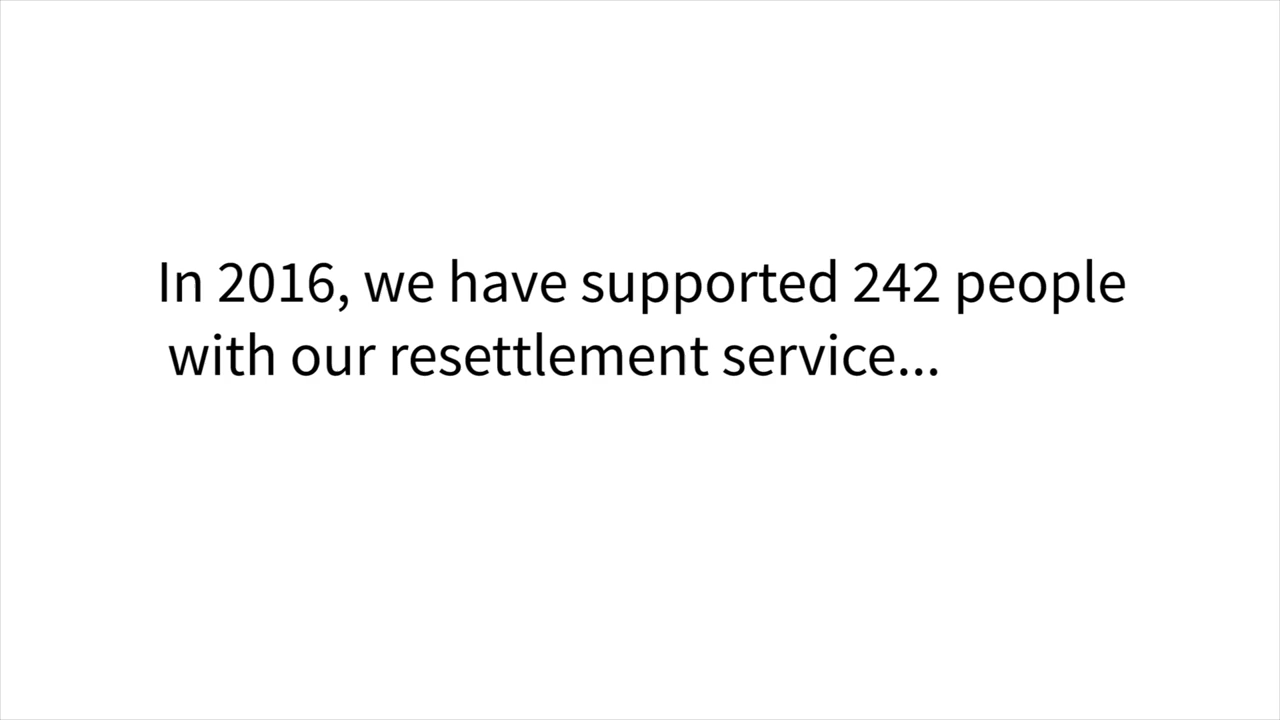 In 2016, we have supported 242 people
with our resettlement service...